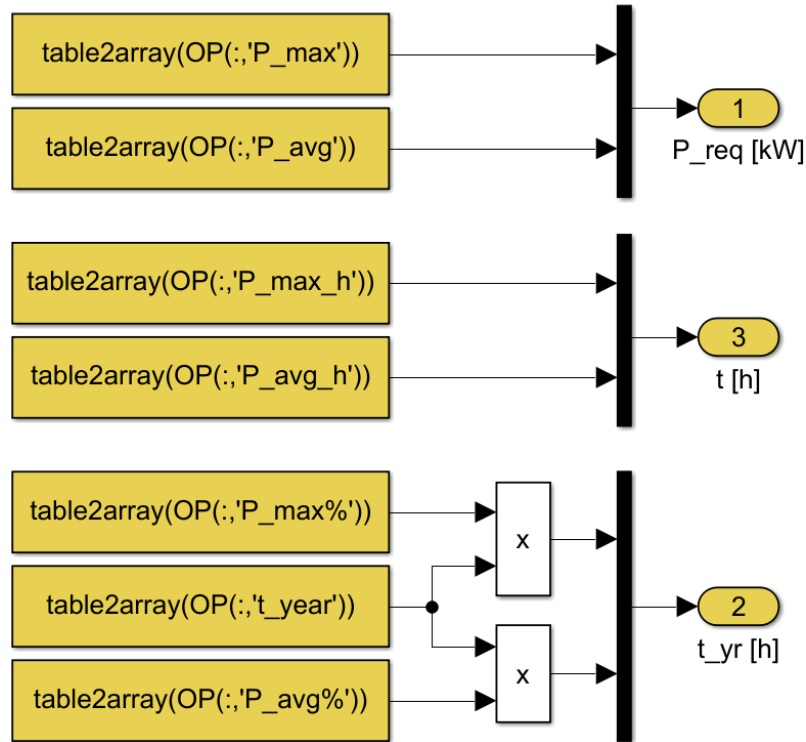 table2array(OP(:,'P_max'))
table2array(OP(:,'P_avg'))
1
P_req [kW]
table2array(OP(:,'P_max_h'))
table2array(OP(:,'P_avg_h'))
3
t [h]
table2array(OP(:,'P_max%'))
x
table2array(OP(:,'t_year'))
2
t_yr [h]
x
table2array(OP(:,'P_avg%'))